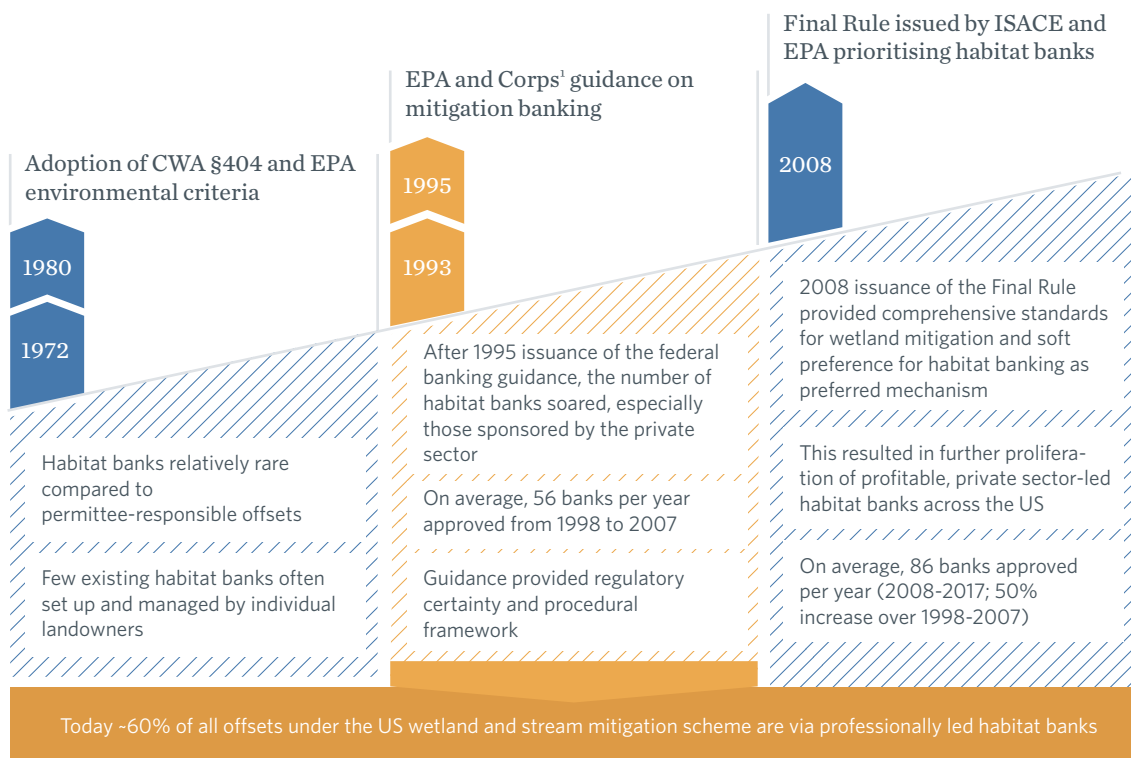 Adoption of CWA §404 and EPA
environmental criteria
1980
1972
Habitat banks relatively rare
compared to
permittee-responsible offsets
Few existing habitat banks often
set up and managed by individual
landowners
EPA and Corps¹ guidance on
mitigation banking
1995
1993
After 1995 issuance of the federal
banking guidance, the number of
habitat banks soared, especially
those sponsored by the private
sector
On average, 56 banks per year
approved from 1998 to 2007
Guidance provided regulatory
certainty and procedural
framework
Final Rule issued by ISACE and
EPA prioritising habitat banks
2008
2008 issuance of the Final Rule
provided comprehensive standards
for wetland mitigation and soft
preference for habitat banking as
preferred mechanism
This resulted in further prolifera-
tion of profitable, private sector-led
habitat banks across the US
On average, 86 banks approved
per year (2008-2017; 50%
increase over 1998-2007)
Today ~60% of all offsets under the US wetland and stream mitigation scheme are via professionally led habitat banks